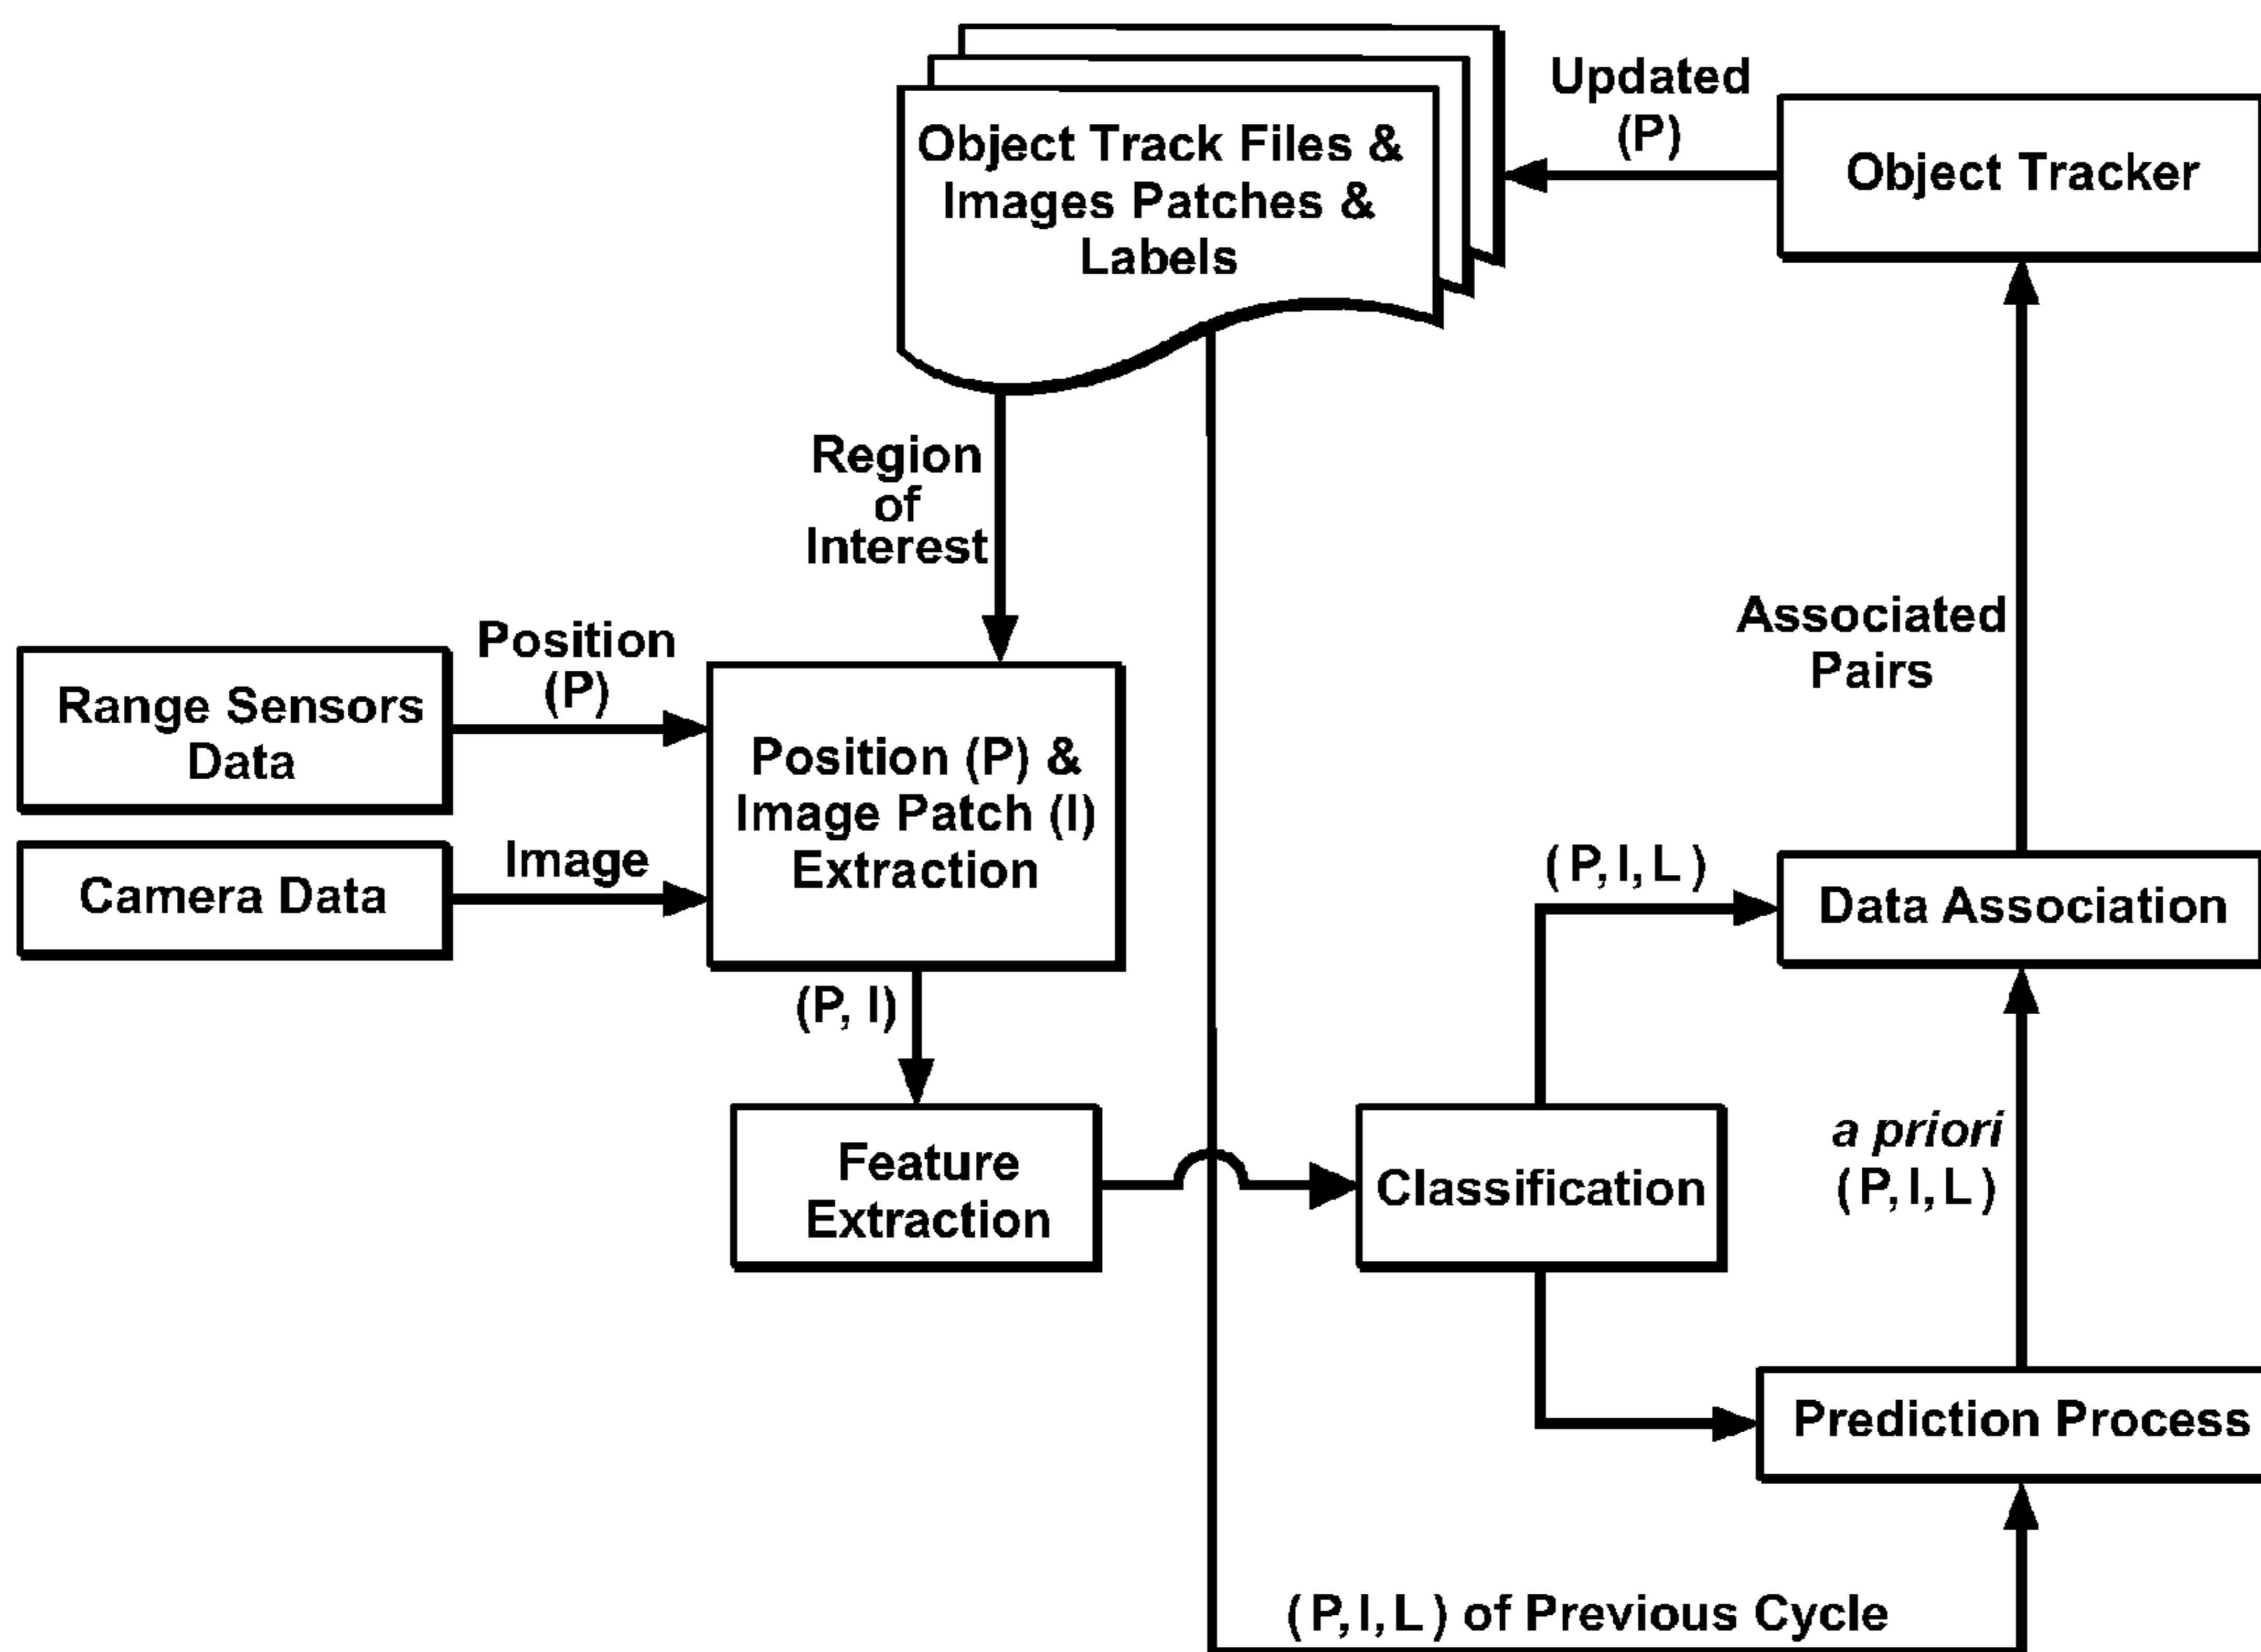 Object Track Files &
Images Patches &
Labels
Updated
(P)
Object Tracker
Region
of
Interest
Associated
Pairs
Range Sensors
Data
Position
(P)
Position (P) &
Image Patch (I)
Extraction
Camera Data
Image
(P, I)
(P, I, L)
Data Association
Feature
Extraction
Classification
a priori
(P, I, L)
Prediction Process
(P, I, L) of Previous Cycle